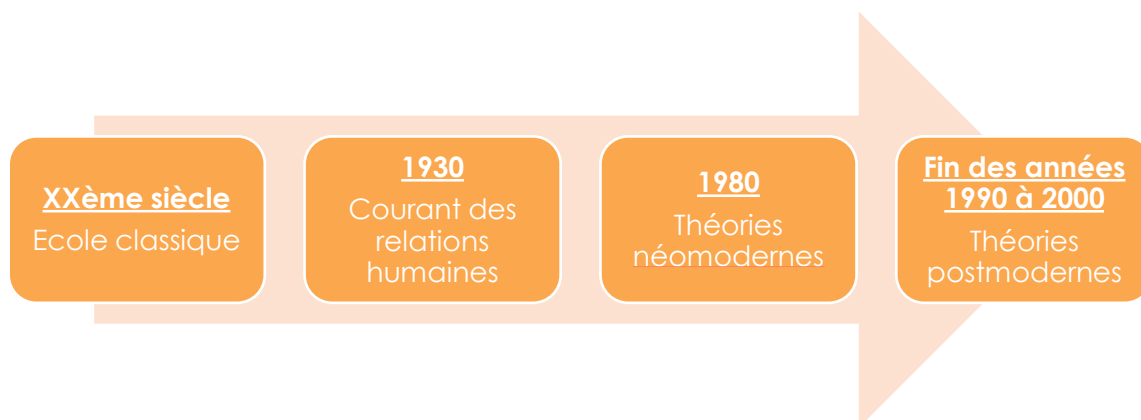 XXème siècle
Ecole classique
1930
Courant des
relations
humaines
1980
Théories
néomodernes
Fin des années
1990 à 2000
Théories
postmodernes